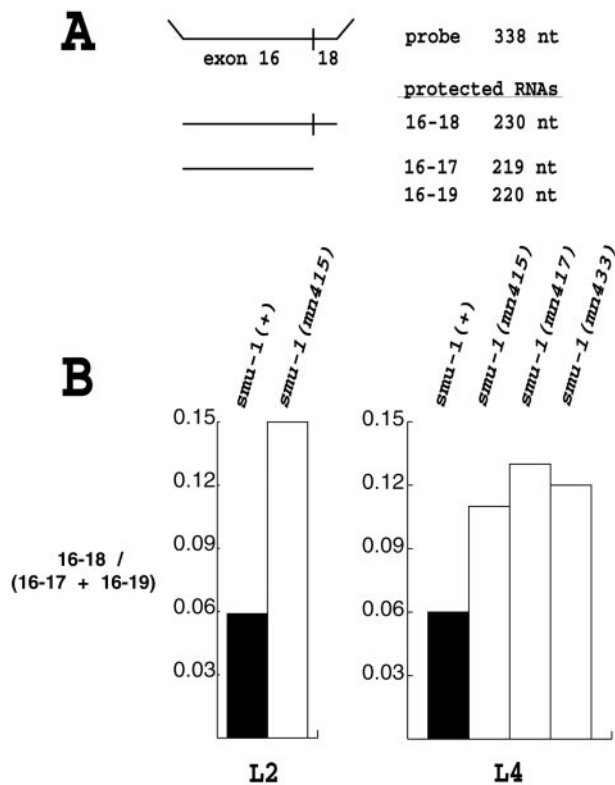 A
probe 338 nt
exon 16 18
protected RNAs
16-18 230 nt
16-17 219 nt
16-19 220 nt
B
smu-1(+)
smu-1(mn415)
smu-1(+)
smu-1(mn415)
smu-1(mn417)
smu-1(mn433)
0.15
0.12
0.09
0.06
0.03
0.15
0.12
0.09
0.06
0.03
16-18 /
(16-17 + 16-19)
L2
L4